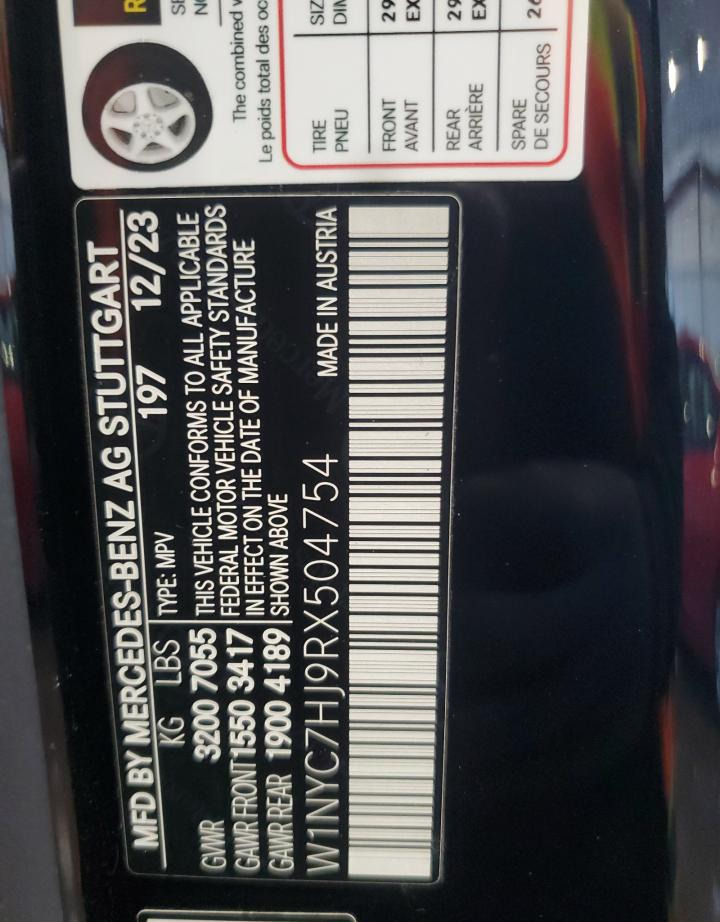 MFD BY MERCEDES-BENZ AG STUTTGART
KG LBS 197 12/23
GVWR 3200 7055
GAWR FRONT 1550 3417
GAWR REAR 1900 4189
TYPE: MPV
THIS VEHICLE CONFORMS TO ALL APPLICABLE
FEDERAL MOTOR VEHICLE SAFETY STANDARDS
IN EFFECT ON THE DATE OF MANUFACTURE
SHOWN ABOVE
W1NYC7HJ9RX504754 MADE IN AUSTRIA
The combined
Le poids total des
TIRE
PNEU
FRONT
AVANT
REAR
ARRIÈRE
SPARE
DE SECOURS